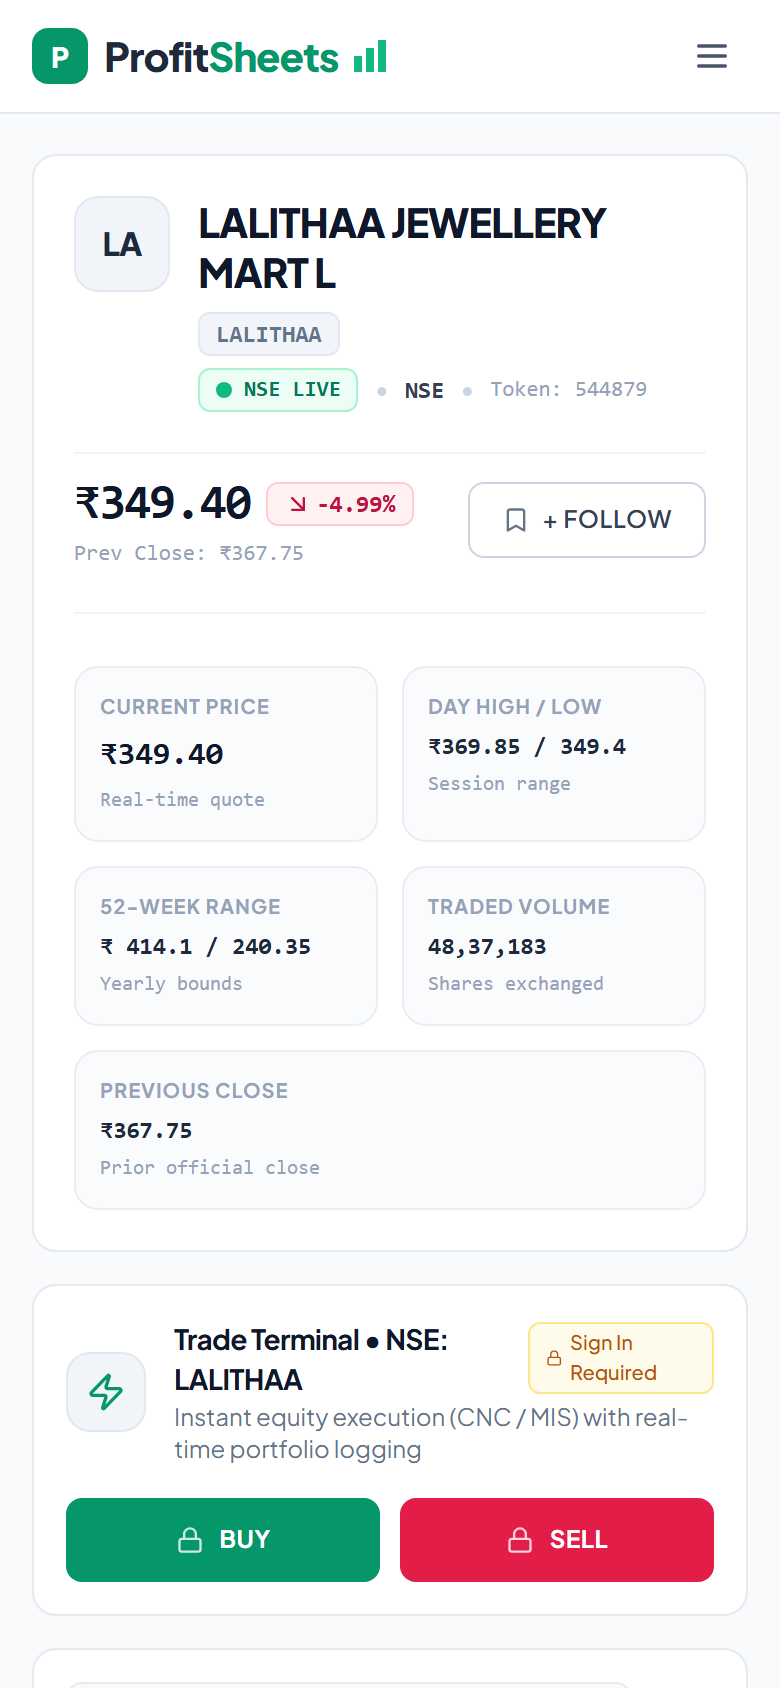 P ProfitSheets
LA
LALITHAA JEWELLERY
MART L
LALITHAA
NSE LIVE • NSE • Token: 544879
₹349.40 -4.99%
+ FOLLOW
Prev Close: ₹367.75
CURRENT PRICE
₹349.40
Real-time quote
DAY HIGH / LOW
₹369.85 / 349.4
Session range
52-WEEK RANGE
₹ 414.1 / 240.35
Yearly bounds
TRADED VOLUME
48,37,183
Shares exchanged
PREVIOUS CLOSE
₹367.75
Prior official close
Trade Terminal ● NSE:
LALITHAA
Sign In
Required
Instant equity execution (CNC / MIS) with real-
time portfolio logging
BUY
SELL